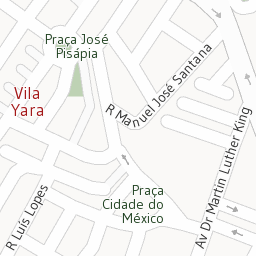 Praça José
Pisápia
R Manuel José Santana
Vila
Yara
Av Dr Martin Luther King
Praça
Cidade do
México
R Luís Lopes